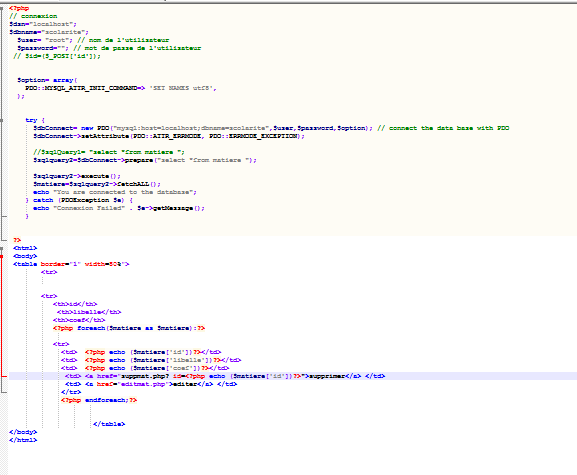 <?php
// connexion
$dsn="localhost";
$dbname="scolarite";
$user= "root"; // nom de l'utilisateur
$password=""; // mot de passe de l'utilisateur
// $id=($_POST['id']);
$option= array(
PDO::MYSQL_ATTR_INIT_COMMAND=> 'SET NAMES utf8',
);
try {
$dbConnect= new PDO("mysql:host=localhost;dbname=scolarite",$user,$password,$option); // connect the data base with PDO
$dbConnect->setAttribute(PDO::ATTR_ERRMODE, PDO::ERRMODE_EXCEPTION);
//$sqlQuery1= "select *from matiere ";
$sqlquery2=$dbConnect->prepare("select *from matiere ");
$sqlquery2->execute();
$matiere=$sqlquery2->fetchALL();
echo "You are connected to the database";
} catch (PDOException $e) {
echo "Connexion Failed" . $e->getMessage();
}
?>
<html>
<body>
<table border="1" width=80%">
<tr>
<tr>
<th>id</th>
<th>libelle</th>
<th>coef</th>
<?php foreach($matiere as $matiere):?>
<tr>
<td> <?php echo ($matiere['id'])?></td>
<td> <?php echo ($matiere['libelle'])?></td>
<td> <?php echo ($matiere['coef'])?></td>
<td> <a href="suppmat.php? id=<?php echo ($matiere['id'])?>">supprimer</a> </td>
<td> <a href="editmat.php">editer</a> </td>
</tr>
<?php endforeach;?>
</table>
</body>
</html>